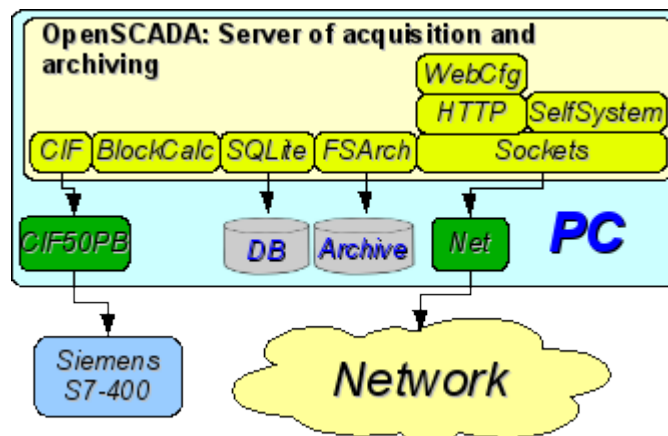 OpenSCADA: Server of acquisition and
archiving
WebCfg
HTTP
SelfSystem
CIF
BlockCalc
SQLite
FSArch
Sockets
CIF50PB
DB
Archive
Net
PC
Siemens
S7-400
Network